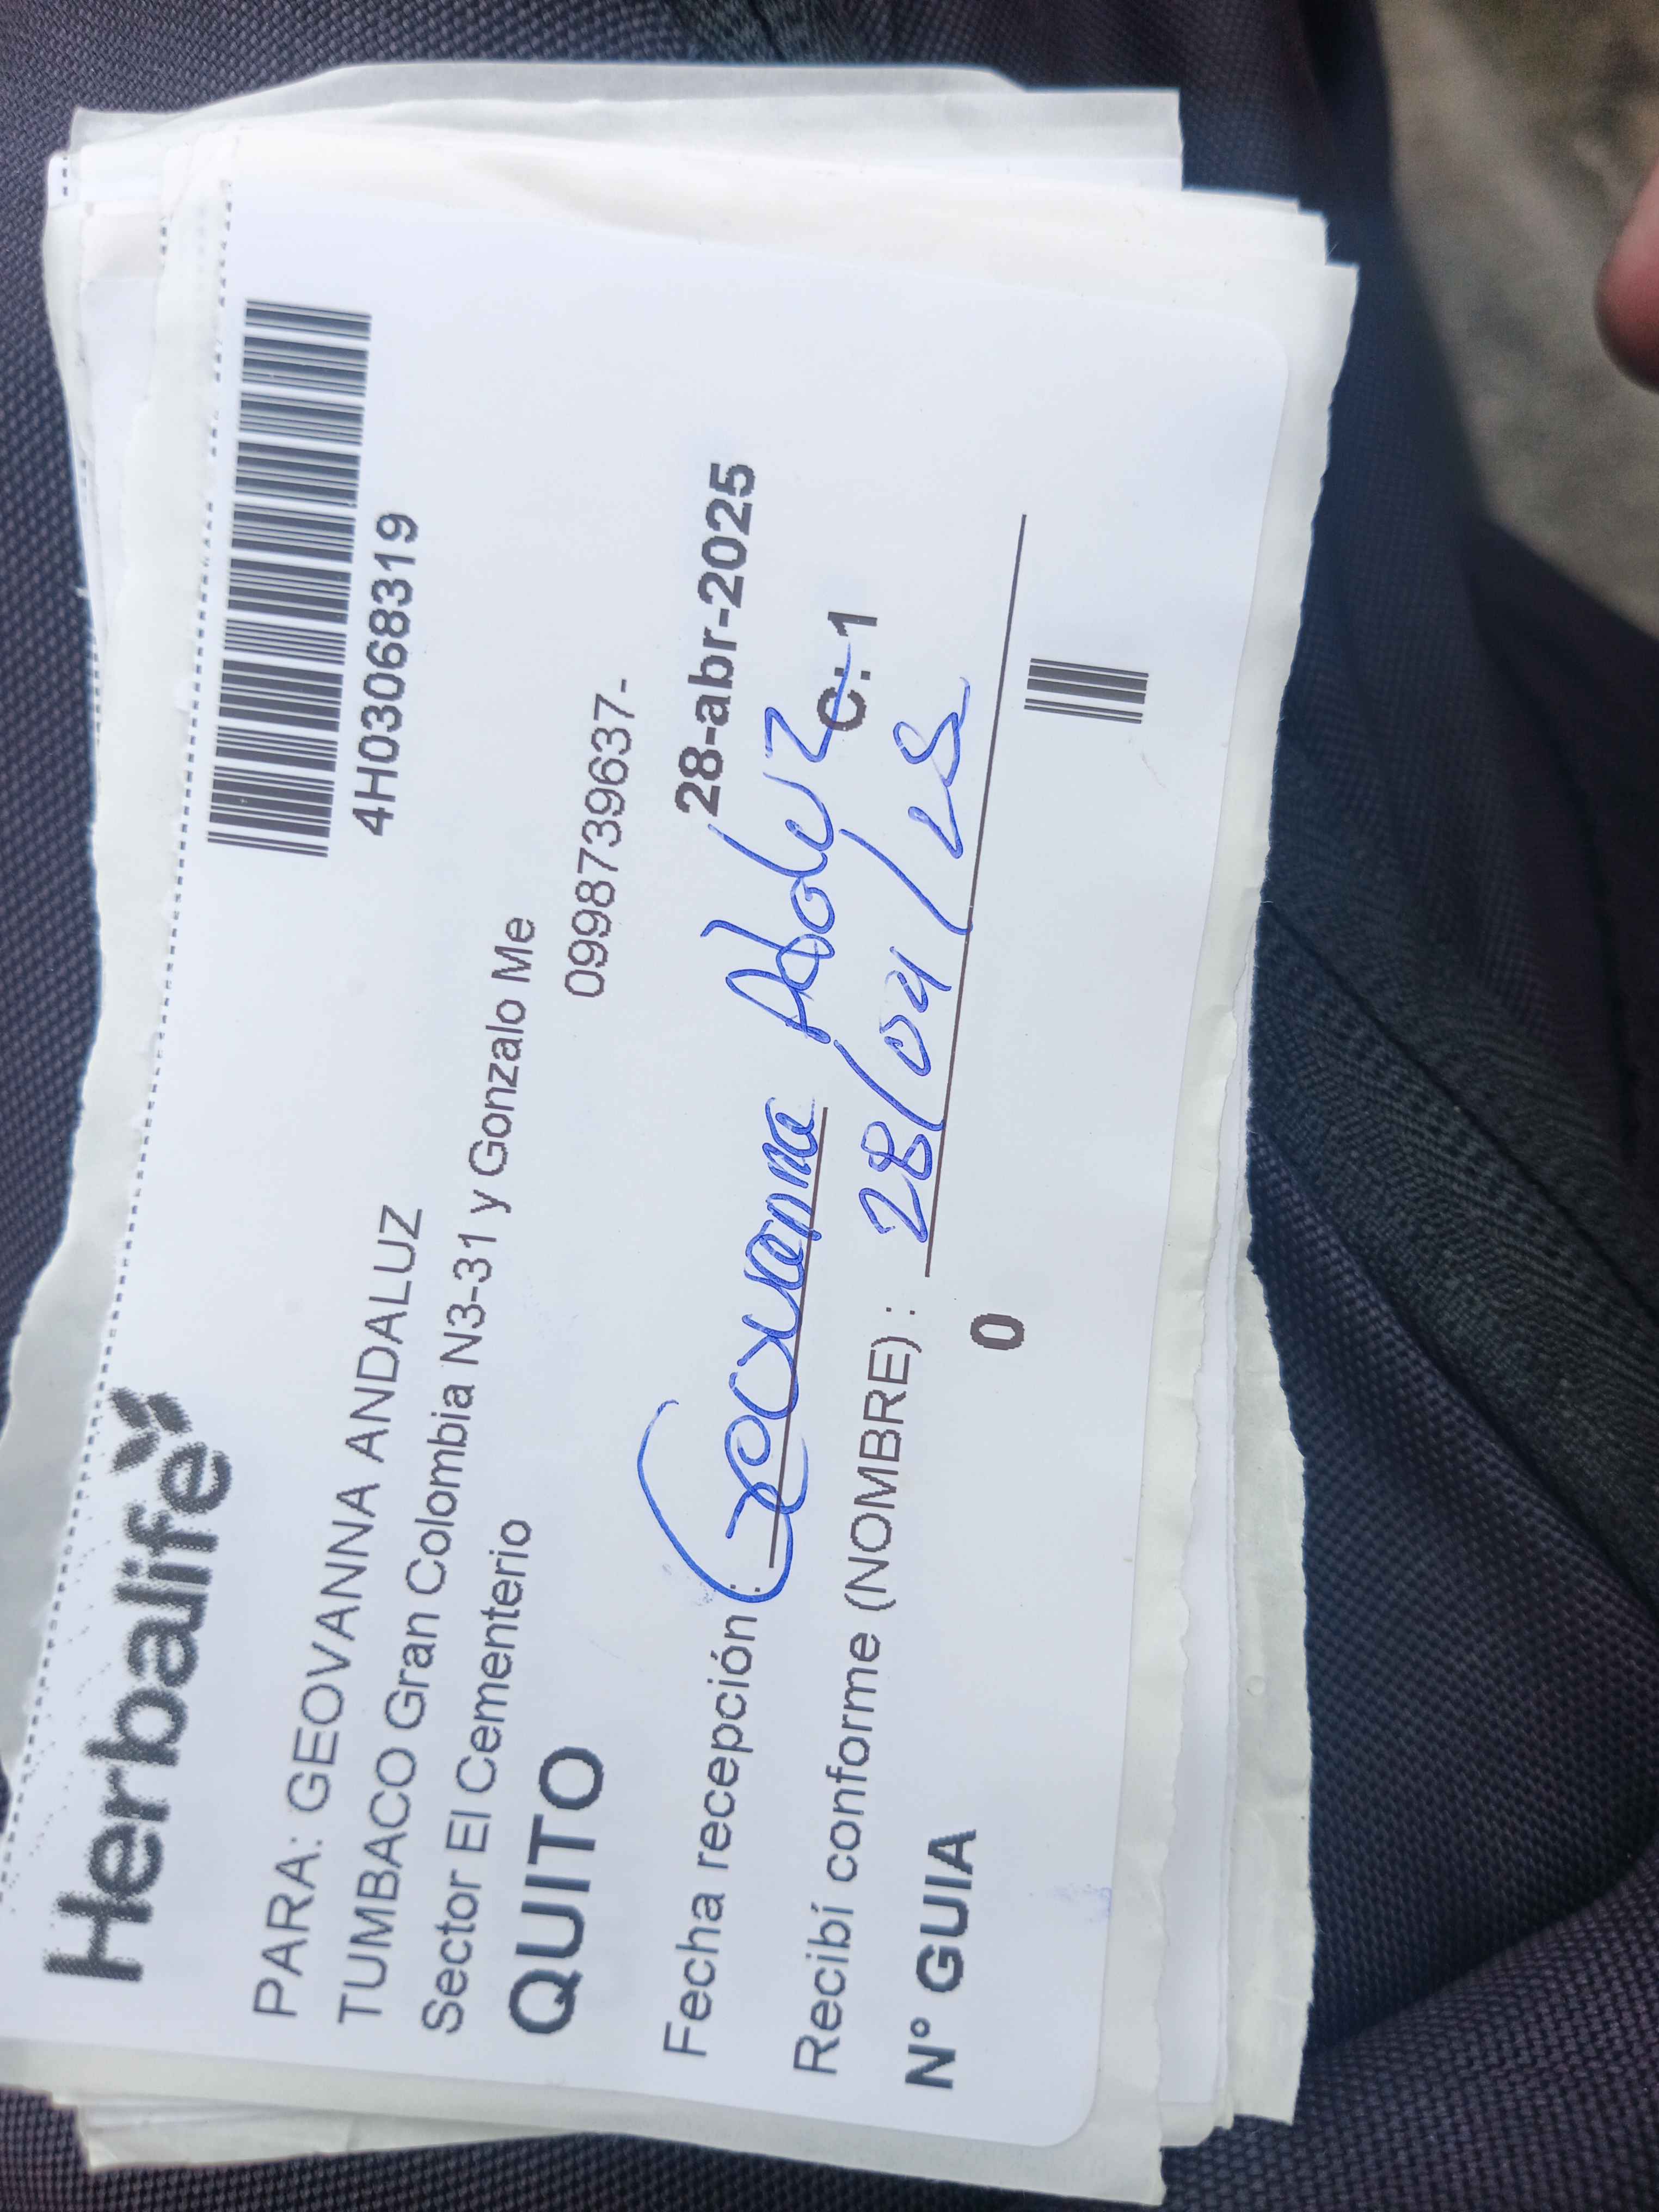 Herbalife
4H03068319
PARA: GEOVANNA ANDALUZ
TUMBACO Gran Colombia N3-31 y Gonzalo Me
Sector El Cementerio
QUITO
0998739637-
28-abr-2025
Fecha recepción : Geovanna
C: 1
Recibí conforme (NOMBRE) : 28/04/25
N° GUIA 0